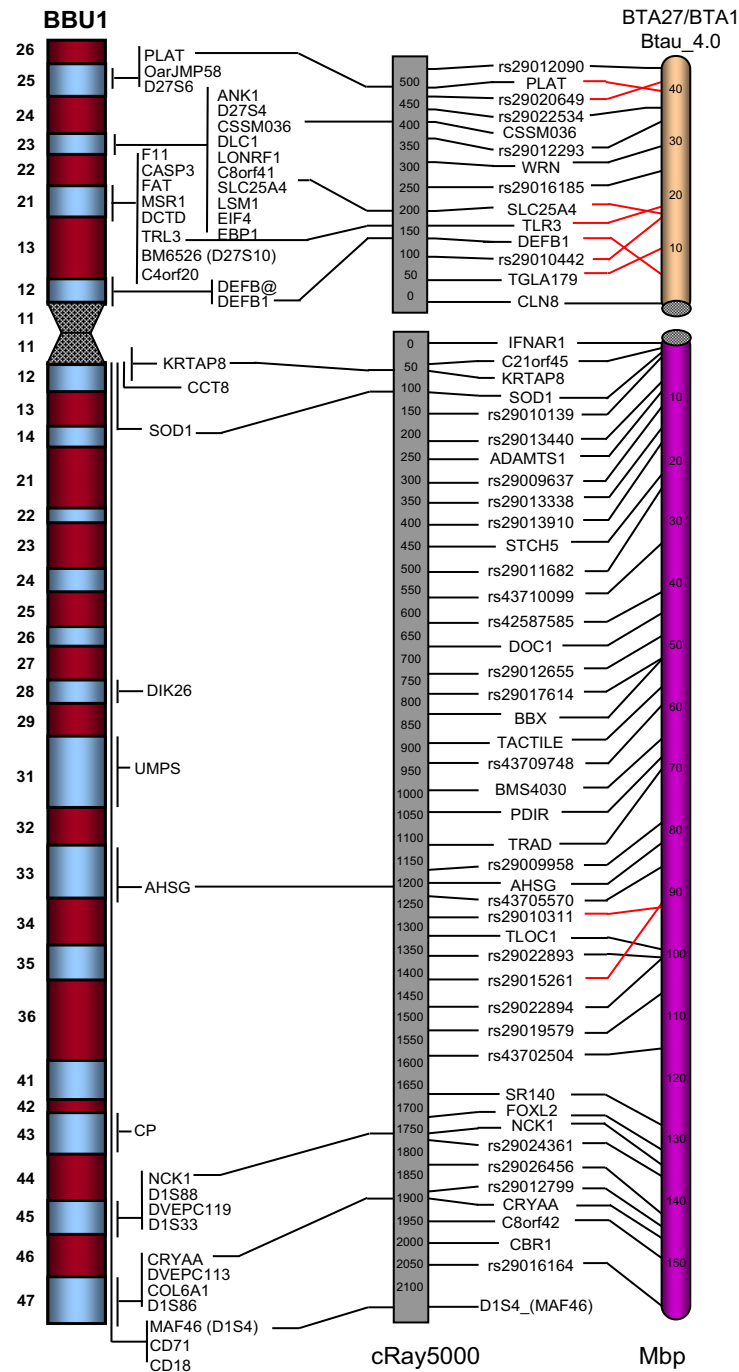 BBU1
BTA27/BTA1
Btau_4.0
26
25
24
23
22
21
13
12
11
11
12
13
14
21
22
23
24
25
26
27
28
29
31
32
33
34
35
36
41
42
43
44
45
46
47
PLAT
OarJMP58
D27S6
ANK1
D27S4
CSSM036
DLC1
LONRF1
C8orf41
SLC25A4
LSM1
EIF4
EBP1
F11
CASP3
FAT
MSR1
DCTD
TRL3
BM6526 (D27S10)
C4orf20
DEFB@
DEFB1
KRTAP8
CCT8
SOD1
DIK26
UMPS
AHSG
CP
NCK1
D1S88
DVEPC119
D1S33
CRYAA
DVEPC113
COL6A1
D1S86
MAF46 (D1S4)
CD71
CD18
500
450
400
350
300
250
200
150
100
50
0
0
50
100
150
200
250
300
350
400
450
500
550
600
650
700
750
800
850
900
950
1000
1050
1100
1150
1200
1250
1300
1350
1400
1450
1500
1550
1600
1650
1700
1750
1800
1850
1900
1950
2000
2050
2100
cRay5000
rs29012090
PLAT
rs29020649
rs29022534
CSSM036
rs29012293
WRN
rs29016185
SLC25A4
TLR3
DEFB1
rs29010442
TGLA179
CLN8
IFNAR1
C21orf45
KRTAP8
SOD1
rs29010139
rs29013440
ADAMTS1
rs29009637
rs29013338
rs29013910
STCH5
rs29011682
rs43710099
rs42587585
DOC1
rs29012655
rs29017614
BBX
TACTILE
rs43709748
BMS4030
PDIR
TRAD
rs29009958
AHSG
rs43705570
rs29010311
TLOC1
rs29022893
rs29015261
rs29022894
rs29019579
rs43702504
SR140
FOXL2
NCK1
rs29024361
rs29026456
rs29012799
CRYAA
C8orf42
CBR1
rs29016164
D1S4_(MAF46)
40
30
20
10
10
20
30
40
50
60
70
80
90
100
110
120
130
140
150
Mbp